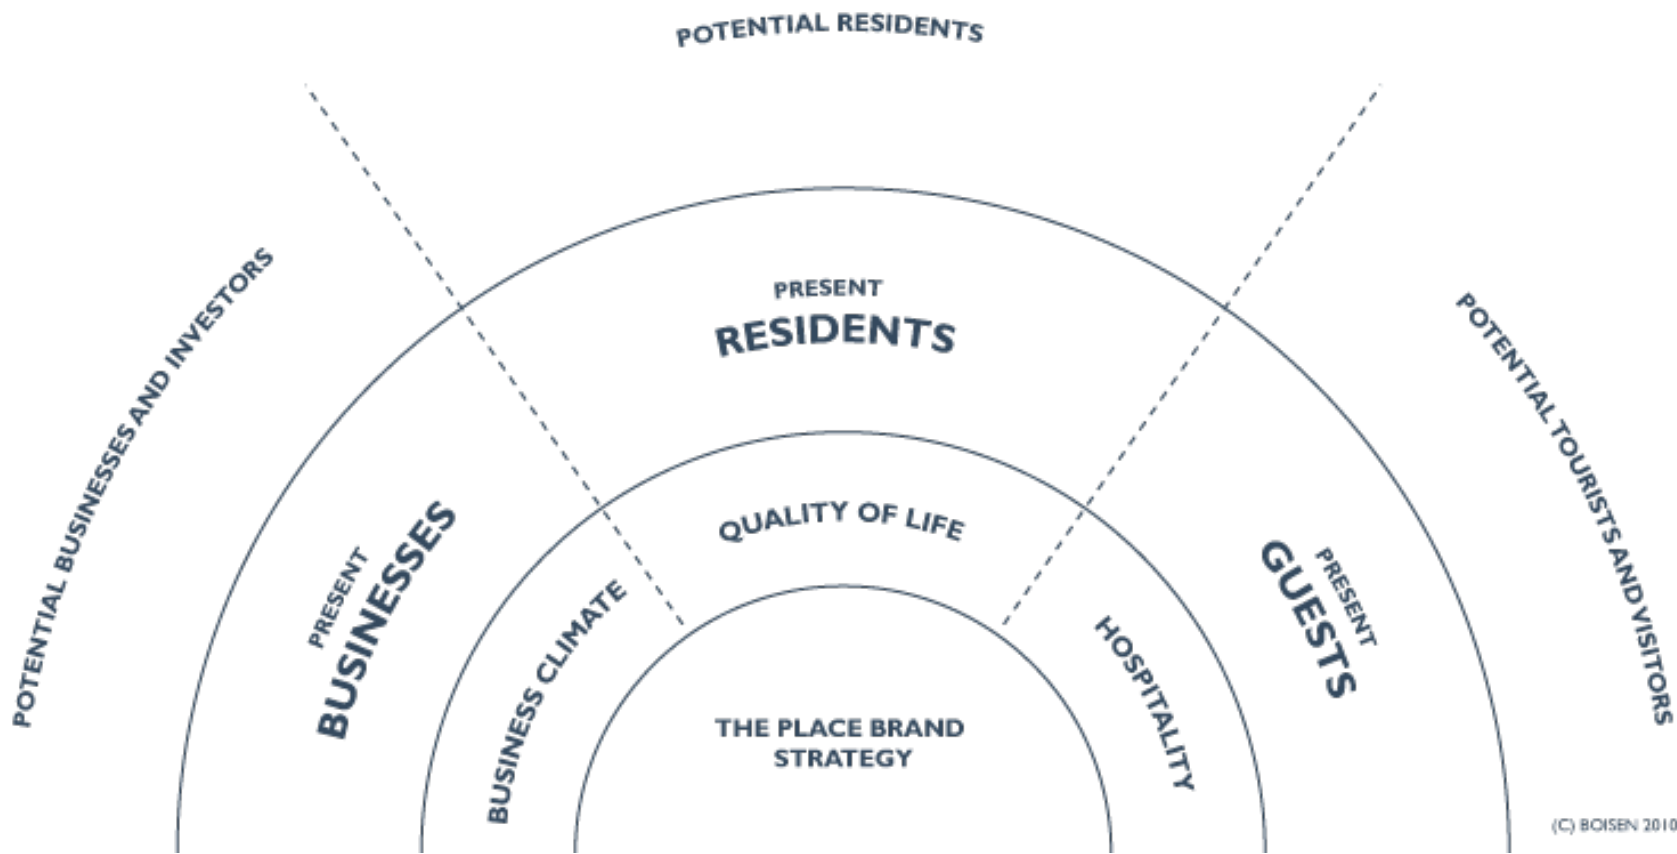 POTENTIAL RESIDENTS
POTENTIAL BUSINESSES AND INVESTORS
PRESENT
RESIDENTS
POTENTIAL TOURISTS AND VISITORS
PRESENT
BUSINESSES
QUALITY OF LIFE
PRESENT
GUESTS
BUSINESS CLIMATE
HOSPITALITY
THE PLACE BRAND
STRATEGY
(C) BOISEN 2010